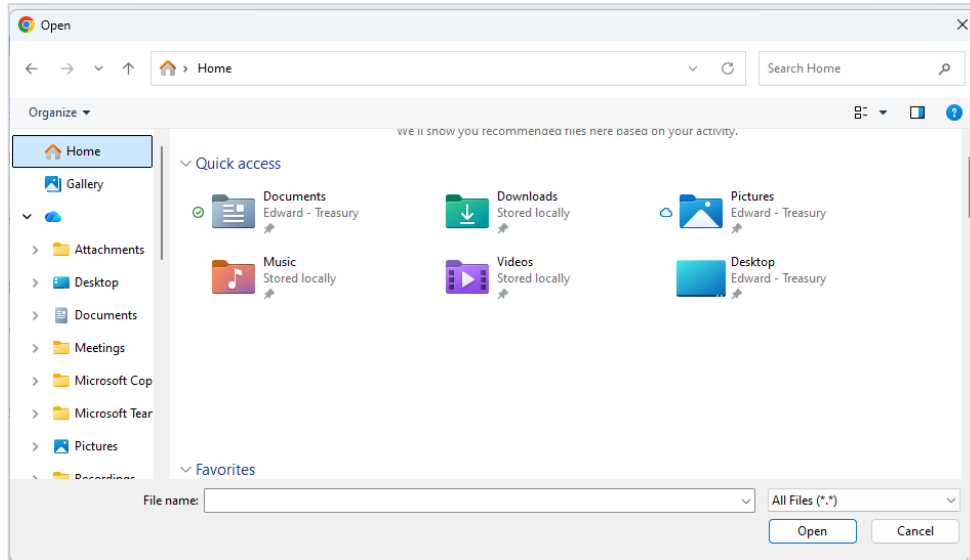 Open
Home
Search Home
Organize
We'll show you recommended files here based on your activity.
Home
Gallery
Attachments
Desktop
Documents
Meetings
Microsoft Cop
Microsoft Tear
Pictures
Recordings
Quick access
Documents
Edward - Treasury
Downloads
Stored locally
Pictures
Edward - Treasury
Music
Stored locally
Videos
Stored locally
Desktop
Edward - Treasury
Favorites
File name:
All Files (*.*)
Open
Cancel